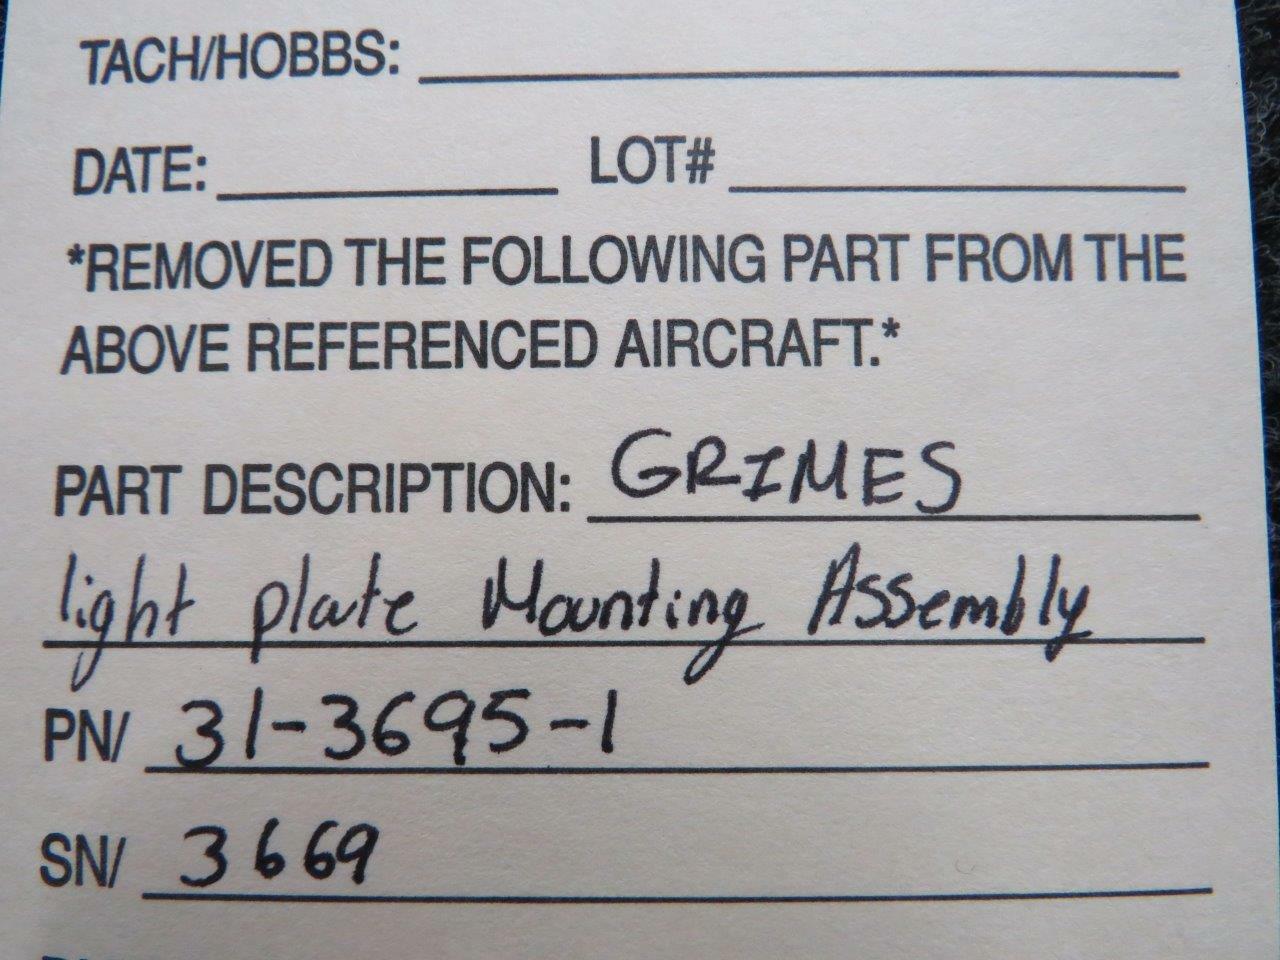 TACH/HOBBS:
DATE: LOT#
*REMOVED THE FOLLOWING PART FROM THE
ABOVE REFERENCED AIRCRAFT.*
PART DESCRIPTION: GRIMES
light plate Mounting Assembly
PN/ 31-3695-1
SN/ 3669